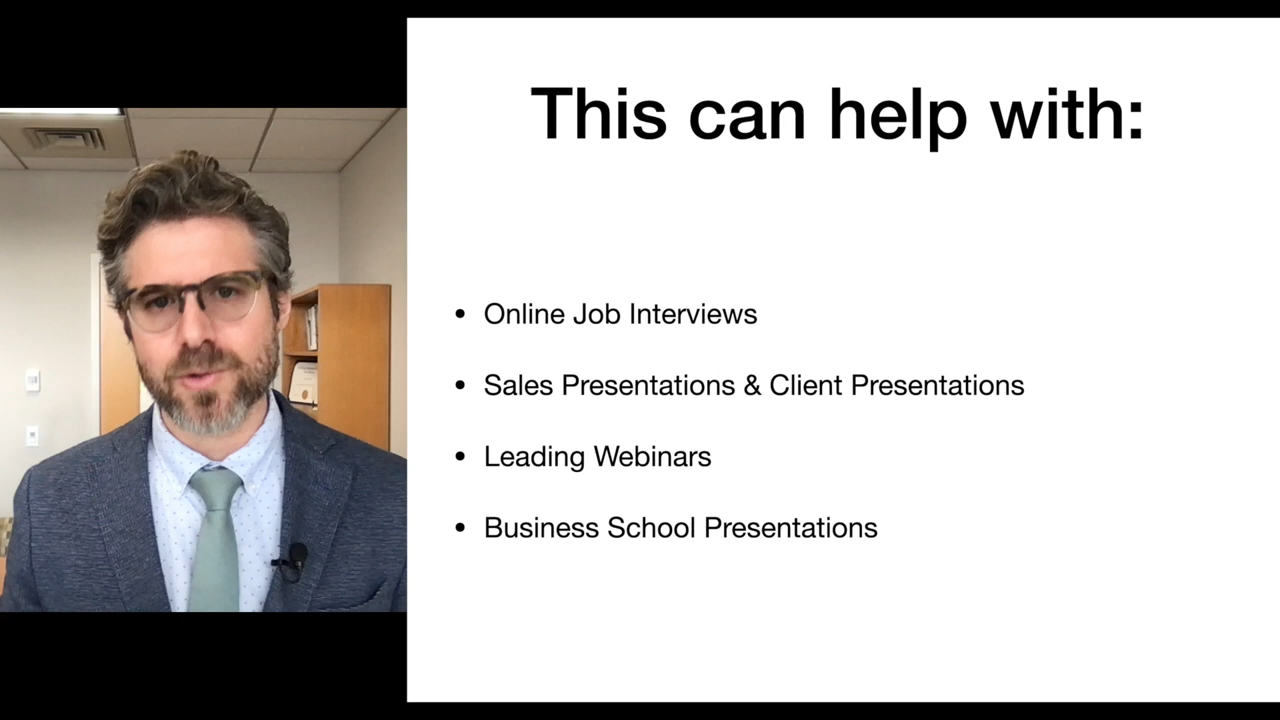 This can help with:
• Online Job Interviews
• Sales Presentations & Client Presentations
• Leading Webinars
• Business School Presentations